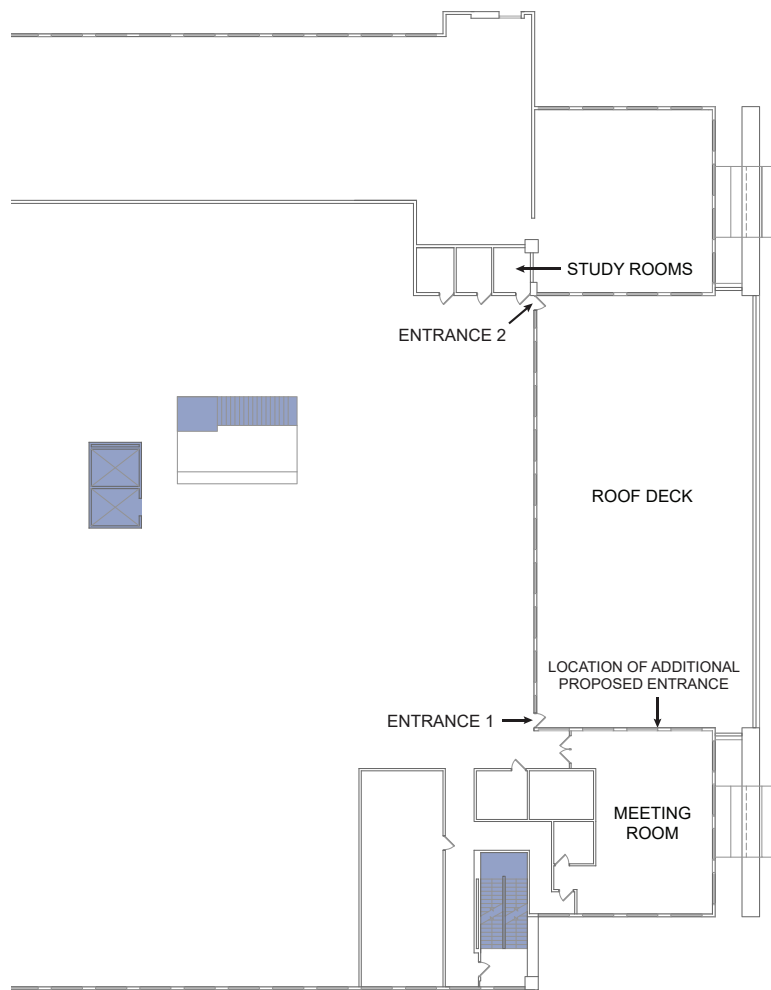 STUDY ROOMS
ENTRANCE 2
ROOF DECK
LOCATION OF ADDITIONAL
PROPOSED ENTRANCE
ENTRANCE 1
MEETING
ROOM